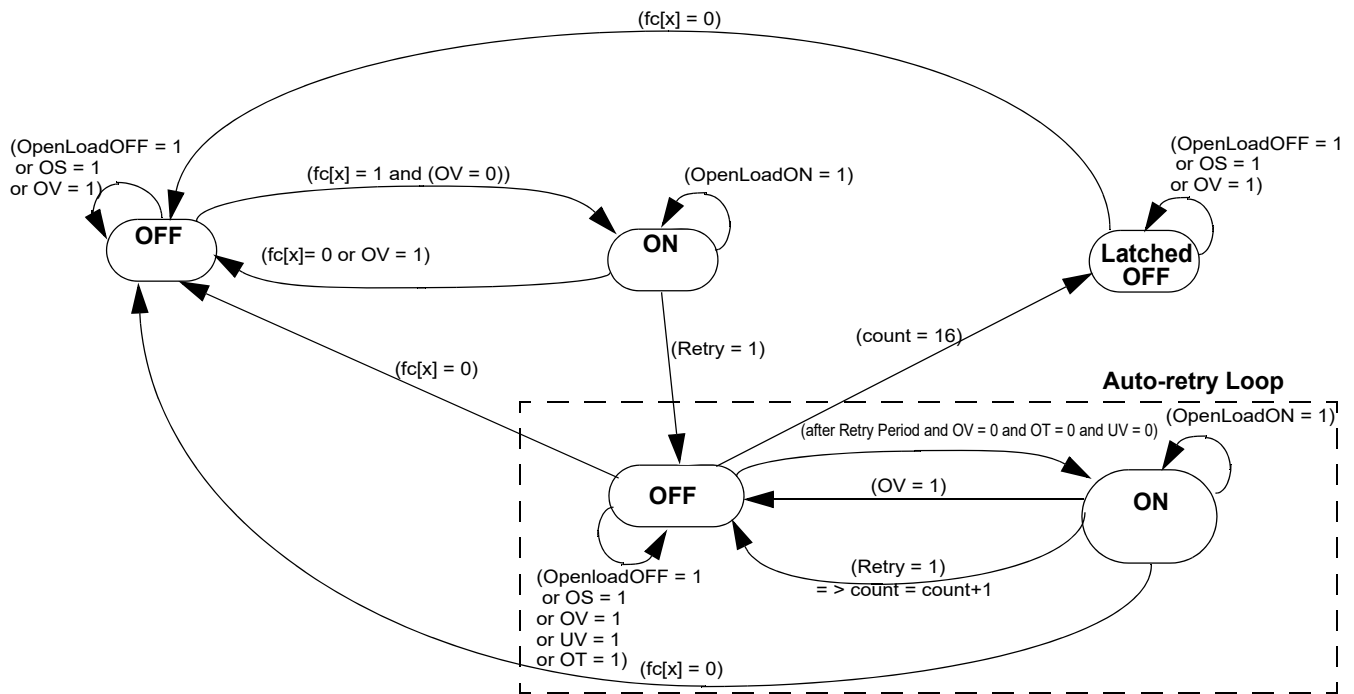 (fc[x] = 0)
(OpenLoadOFF = 1
or OS = 1
or OV = 1)
(fc[x] = 1 and (OV = 0))
(OpenLoadON = 1)
(OpenLoadOFF = 1
or OS = 1
or OV = 1)
OFF
ON
Latched
OFF
(fc[x]= 0 or OV = 1)
(Retry = 1)
(count = 16)
(fc[x] = 0)
Auto-retry Loop
(OpenLoadON = 1)
(after Retry Period and OV = 0 and OT = 0 and UV = 0)
OFF
(OV = 1)
ON
(Retry = 1)
= > count = count+1
(OpenloadOFF = 1
or OS = 1
or OV = 1
or UV = 1
or OT = 1)
(fc[x] = 0)